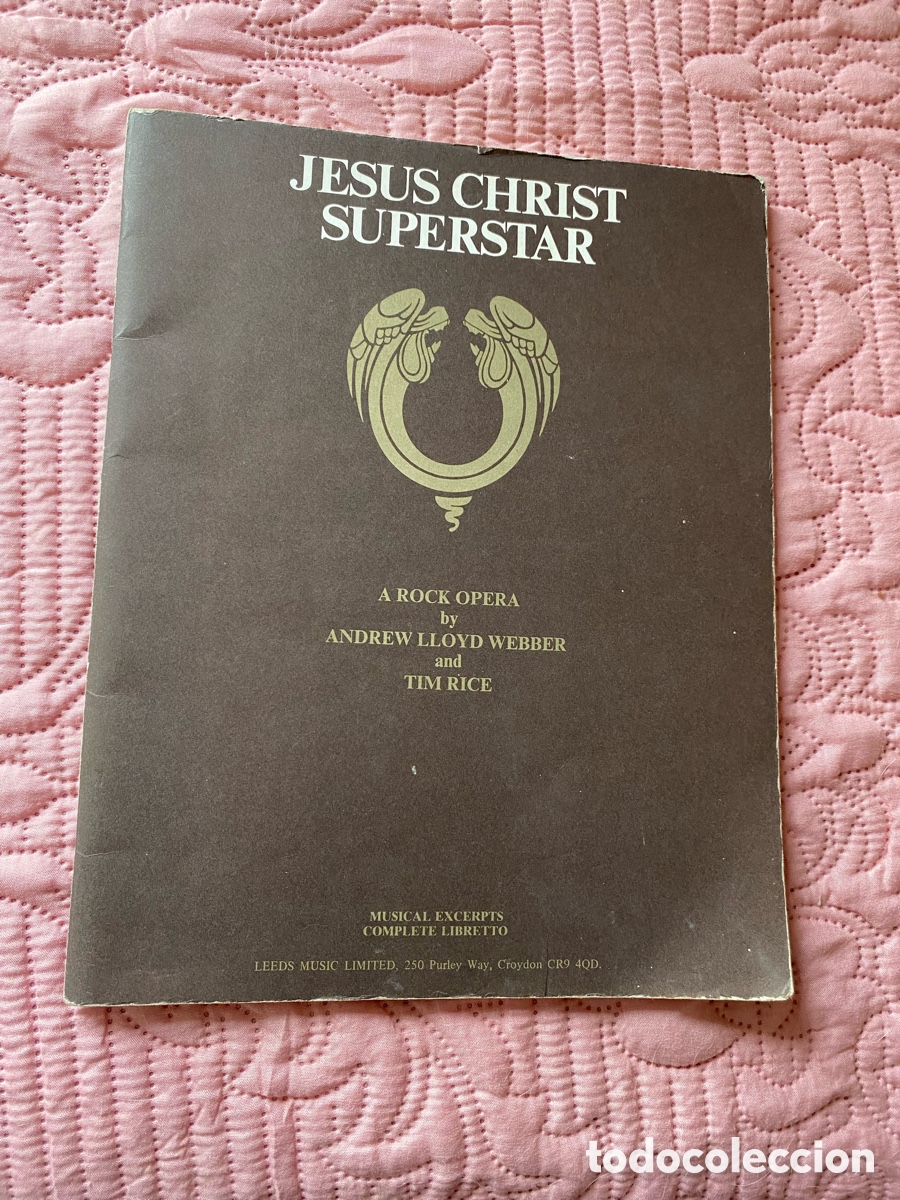 JESUS CHRIST
SUPERSTAR
A ROCK OPERA
by
ANDREW LLOYD WEBBER
and
TIM RICE
MUSICAL EXCERPTS
COMPLETE LIBRETTO
LEEDS MUSIC LIMITED, 250 Purley Way, Croydon CR9 4QD.
todocoleccion